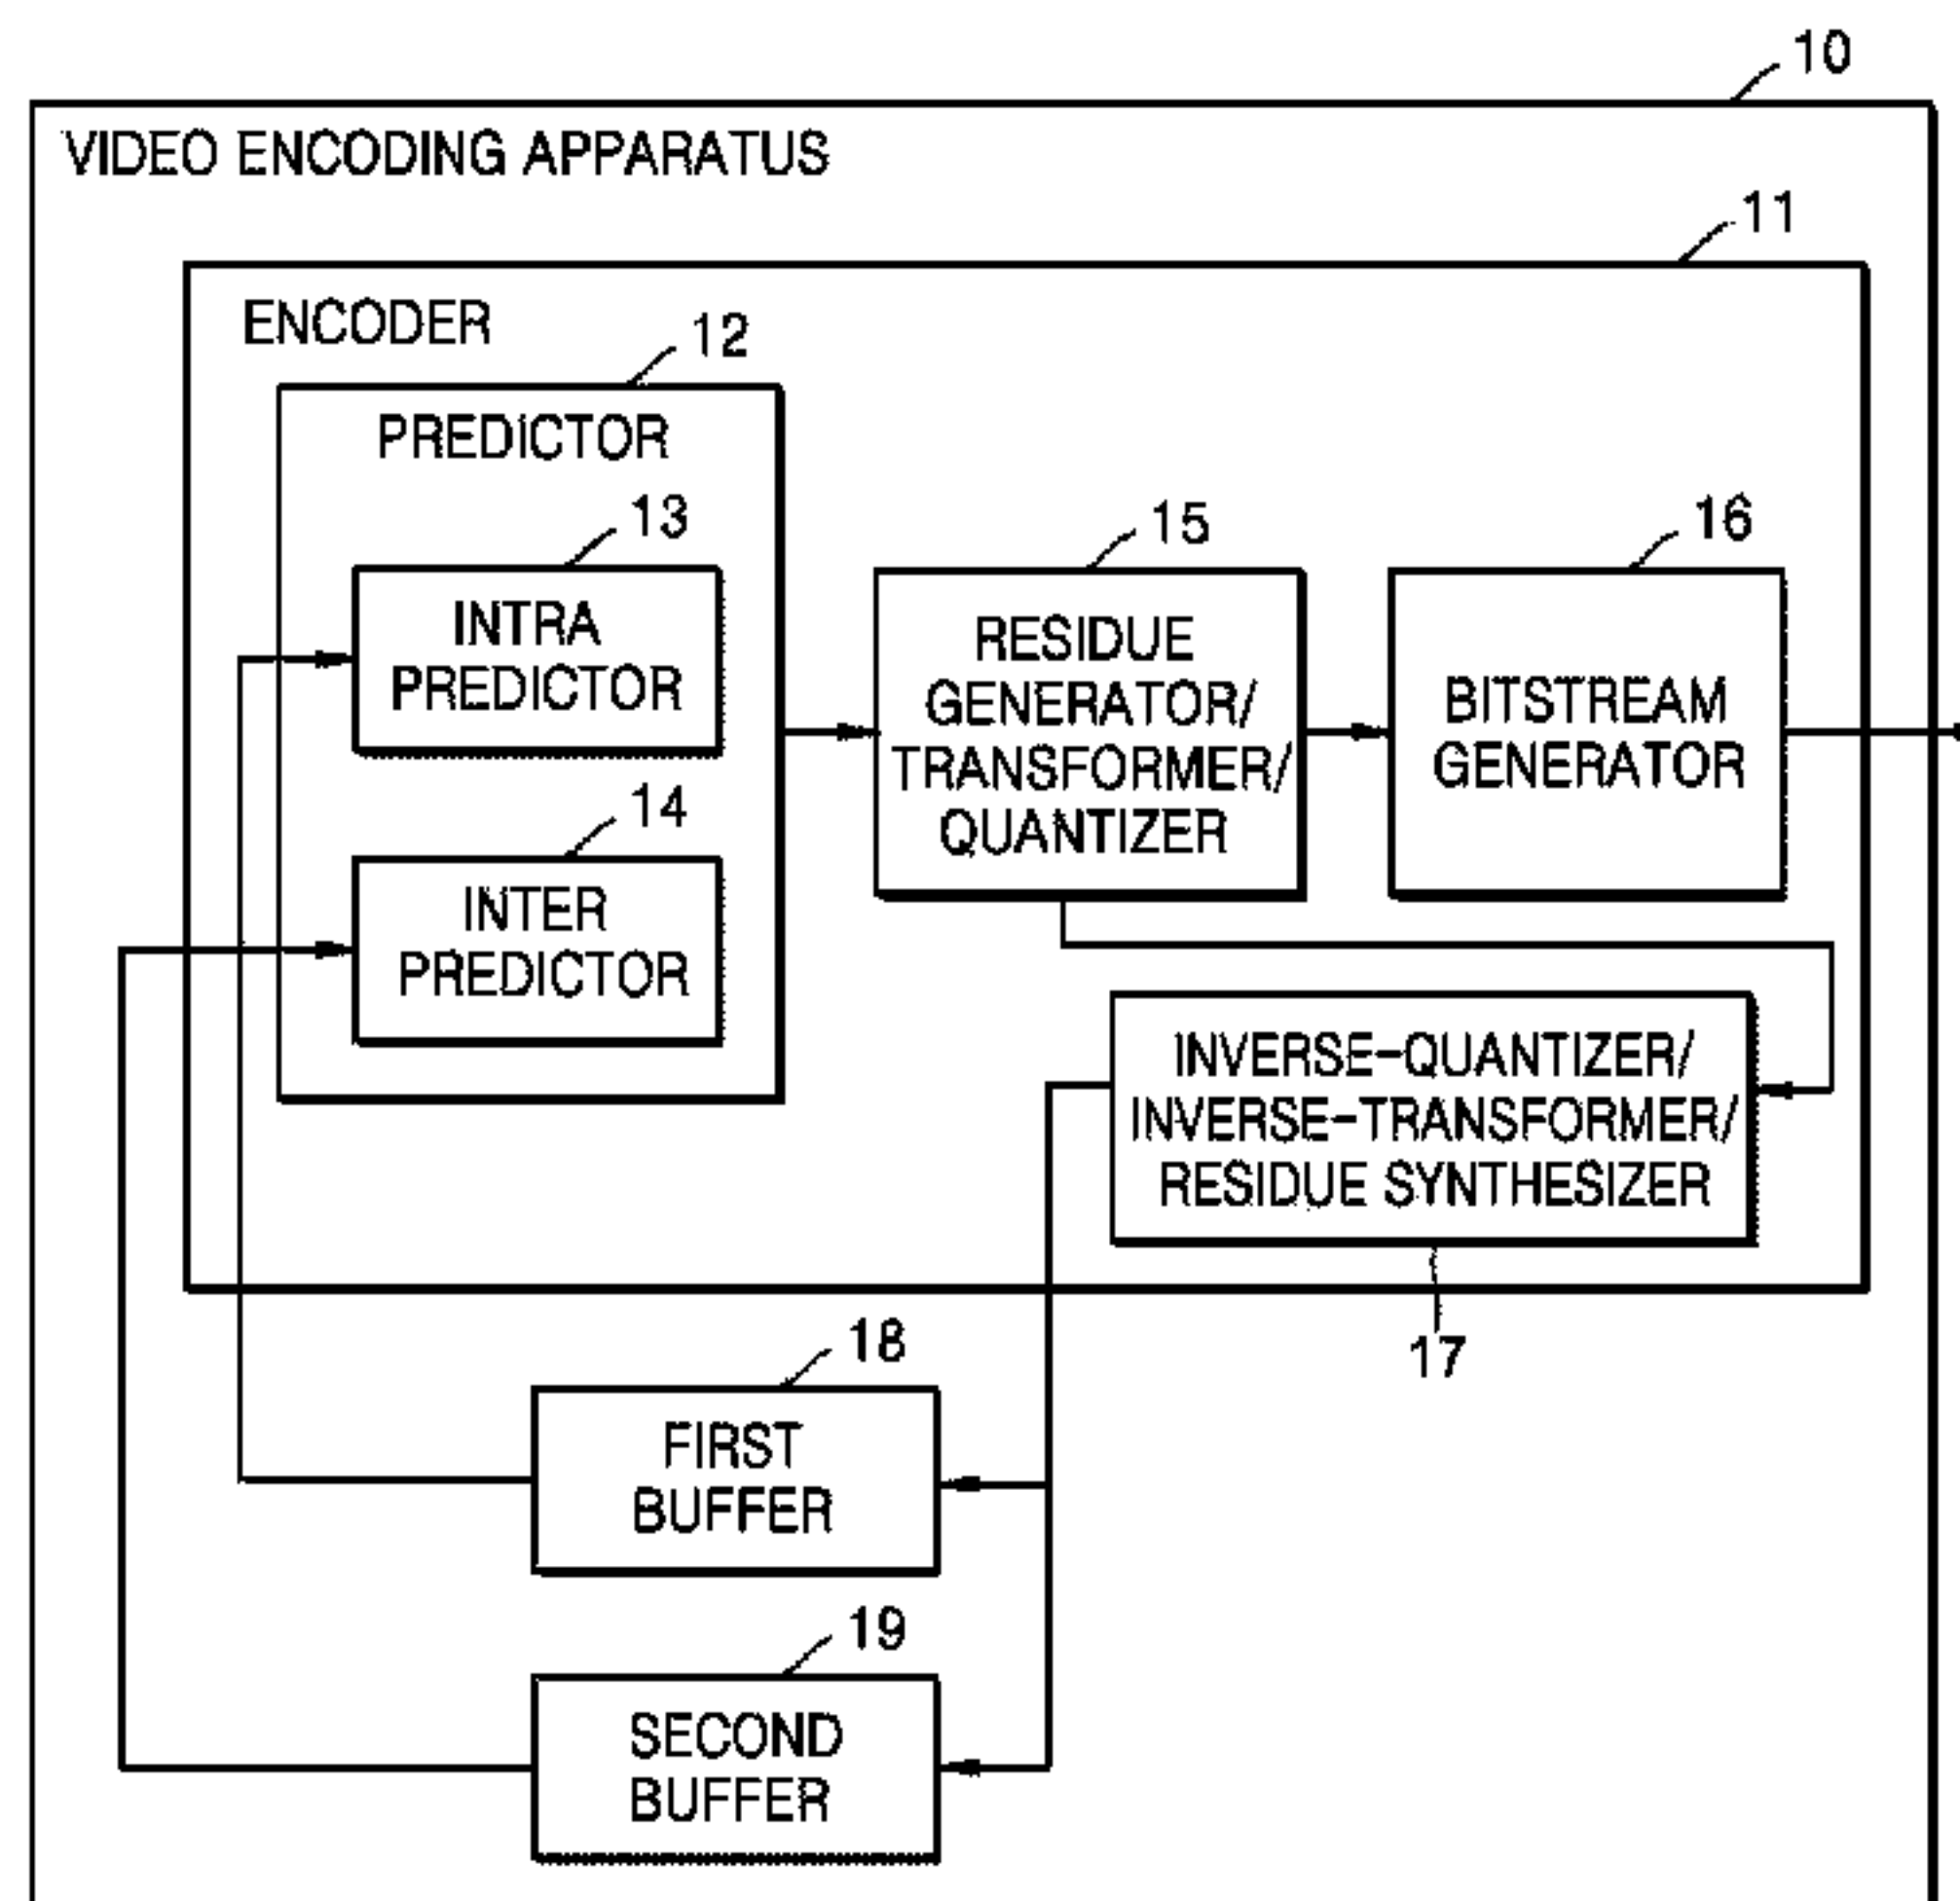 10
VIDEO ENCODING APPARATUS
11
ENCODER
12
PREDICTOR
13
INTRA
PREDICTOR
14
INTER
PREDICTOR
15
RESIDUE
GENERATOR/
TRANSFORMER/
QUANTIZER
16
BITSTREAM
GENERATOR
INVERSE-QUANTIZER/
INVERSE-TRANSFORMER/
RESIDUE SYNTHESIZER
17
18
FIRST
BUFFER
19
SECOND
BUFFER